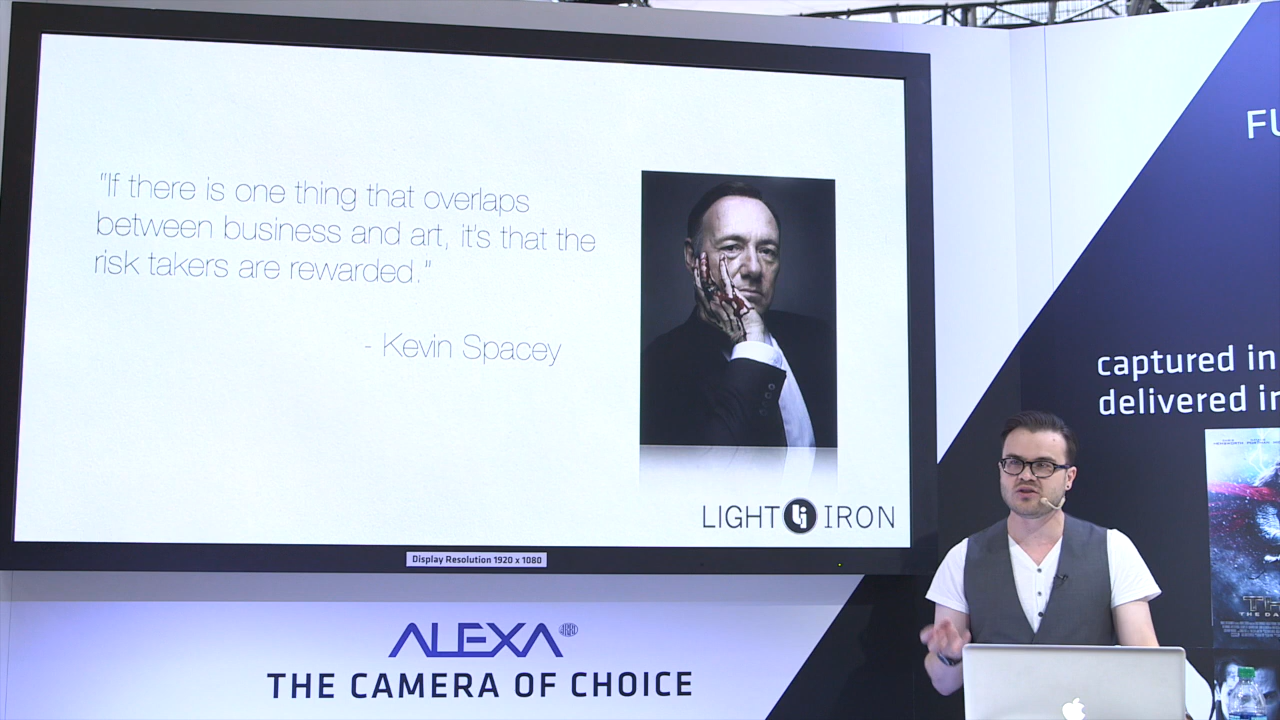 "If there is one thing that overlaps
between business and art, it's that the
risk takers are rewarded."
- Kevin Spacey
LIGHT IRON
Display Resolution 1920 x 1080
ALEXA
THE CAMERA OF CHOICE
captured in
delivered in